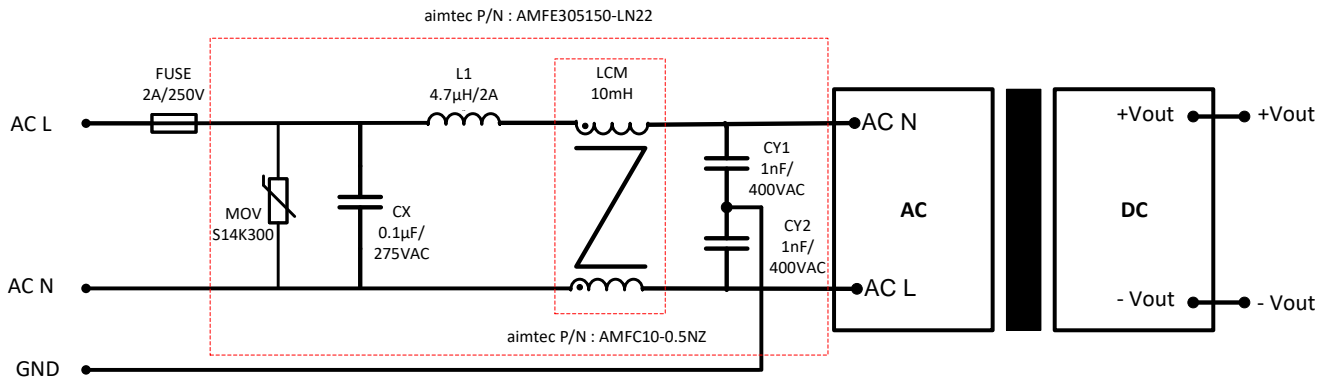 aimtec P/N : AMFE305150-LN22
FUSE
2A/250V
L1
4.7µH/2A
LCM
10mH
AC L
AC N
+Vout
+Vout
CY1
1nF/
400VAC
MOV
S14K300
CX
0.1µF/
275VAC
AC
DC
CY2
1nF/
400VAC
AC N
AC L
- Vout
- Vout
aimtec P/N : AMFC10-0.5NZ
GND